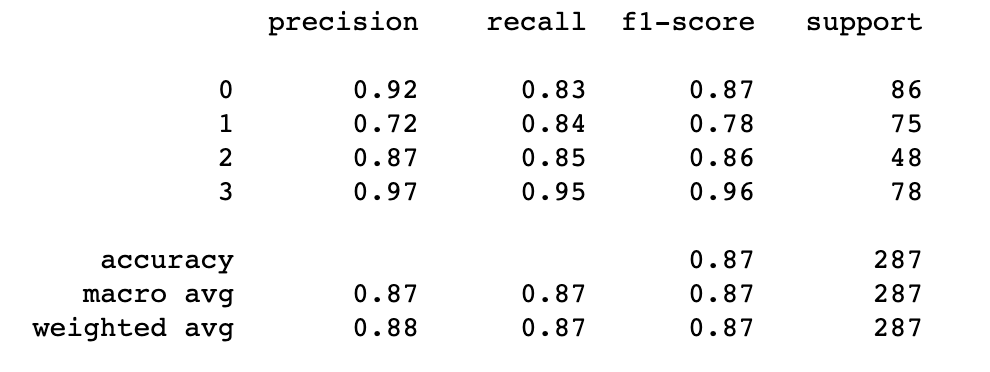 precision recall f1-score support
0 0.92 0.83 0.87 86
1 0.72 0.84 0.78 75
2 0.87 0.85 0.86 48
3 0.97 0.95 0.96 78
accuracy 0.87 287
macro avg 0.87 0.87 0.87 287
weighted avg 0.88 0.87 0.87 287